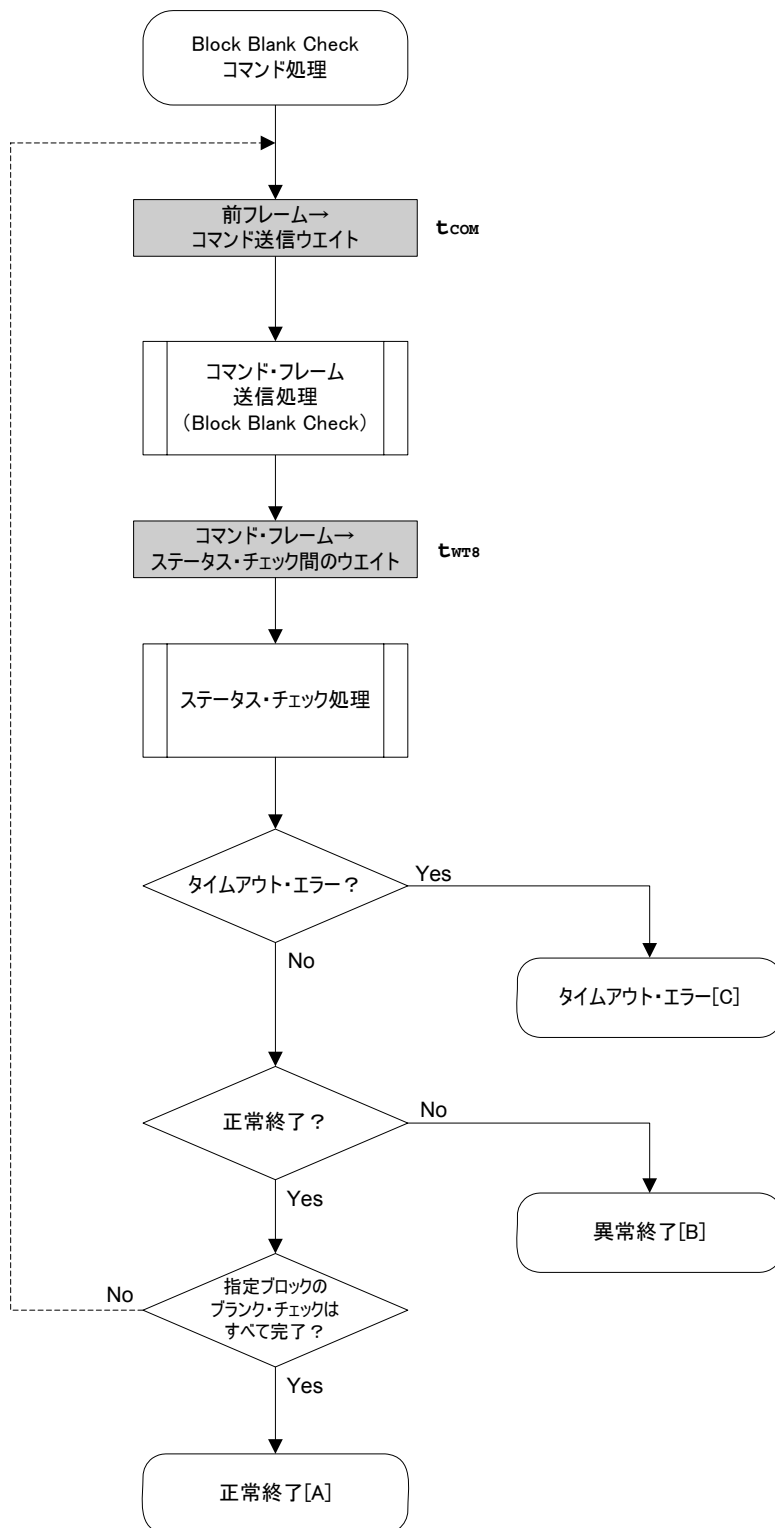 Block Blank Check
コマンド処理
前フレーム→
コマンド送信ウエイト
tCOM
コマンド・フレーム
送信処理
(Block Blank Check)
コマンド・フレーム→
ステータス・チェック間のウエイト
tWT8
ステータス・チェック処理
タイムアウト・エラー？
Yes
No
タイムアウト・エラー[C]
正常終了？
No
Yes
異常終了[B]
指定ブロックの
ブランク・チェックは
すべて完了？
No
Yes
正常終了[A]